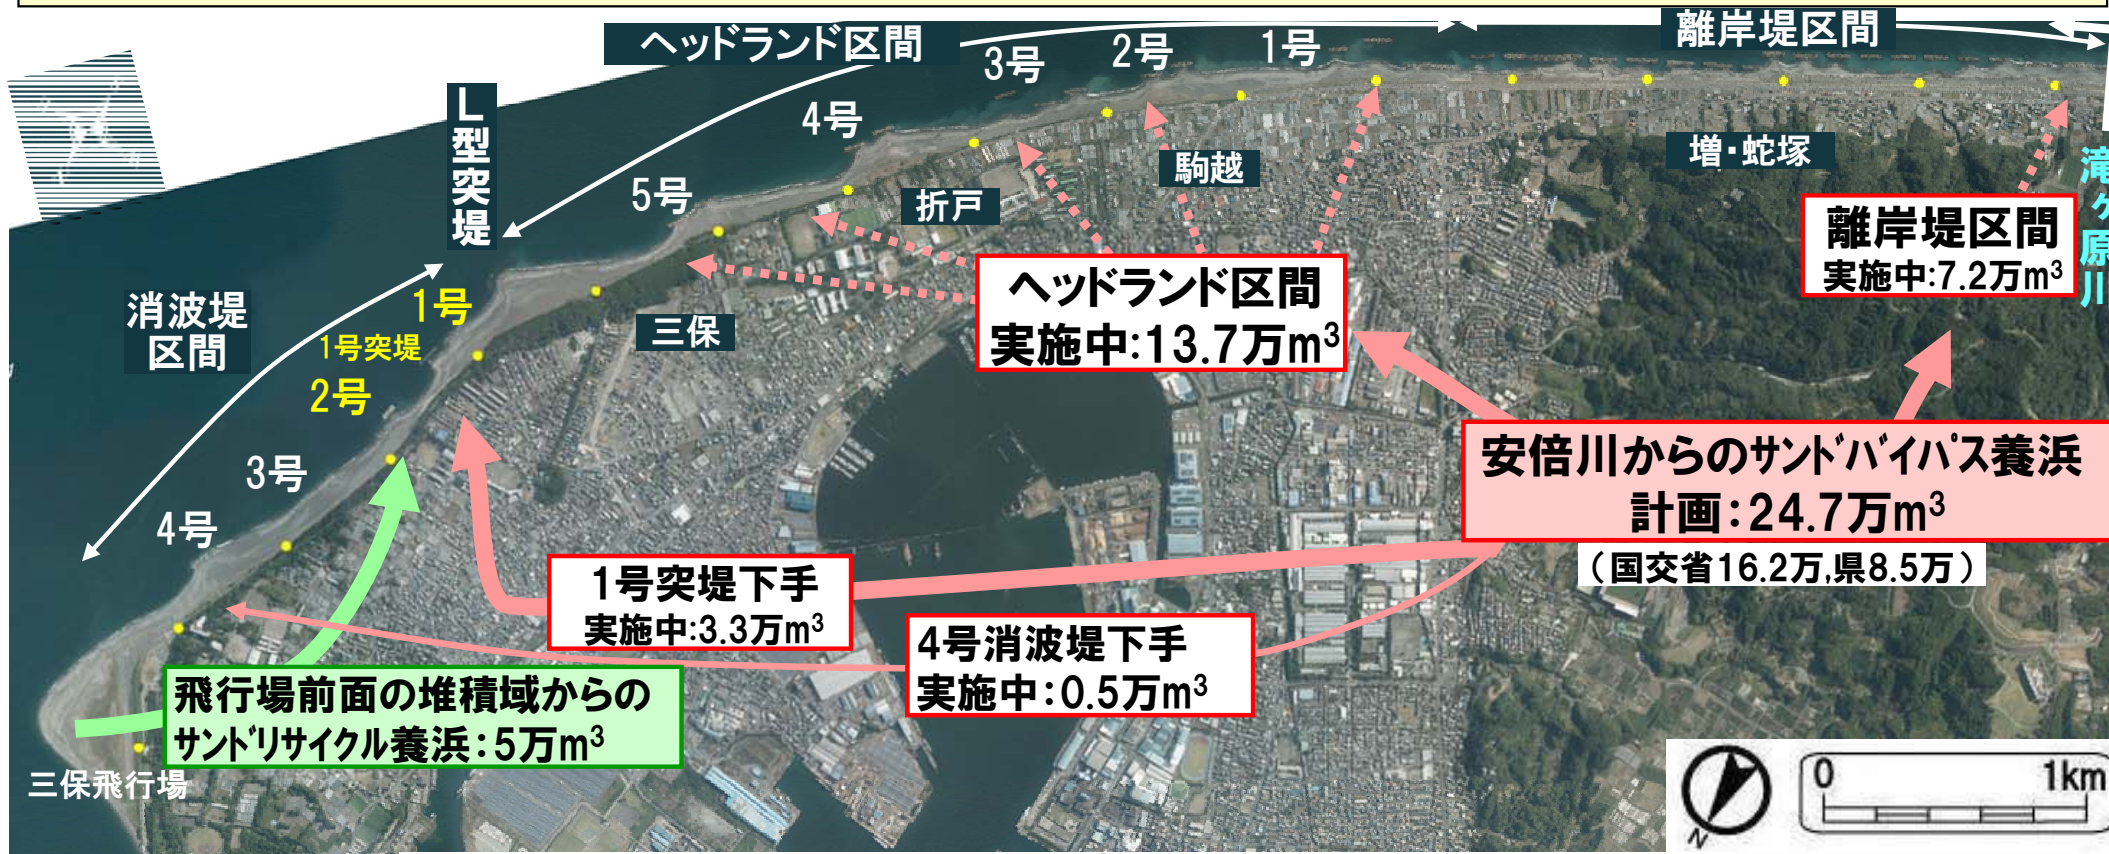 ヘッドランド区間
離岸堤区間
3号
2号
1号
L型突堤
4号
5号
増・蛇塚
駒越
折戸
滝ヶ原川
離岸堤区間
実施中:7.2万m³
ヘッドランド区間
実施中:13.7万m³
消波堤
区間
1号
1号突堤
2号
三保
3号
4号
安倍川からのサンドバイパス養浜
計画:24.7万m³
(国交省16.2万,県8.5万)
1号突堤下手
実施中:3.3万m³
4号消波堤下手
実施中:0.5万m³
飛行場前面の堆積域からの
サンドリサイクル養浜:5万m³
三保飛行場
0 1km
N